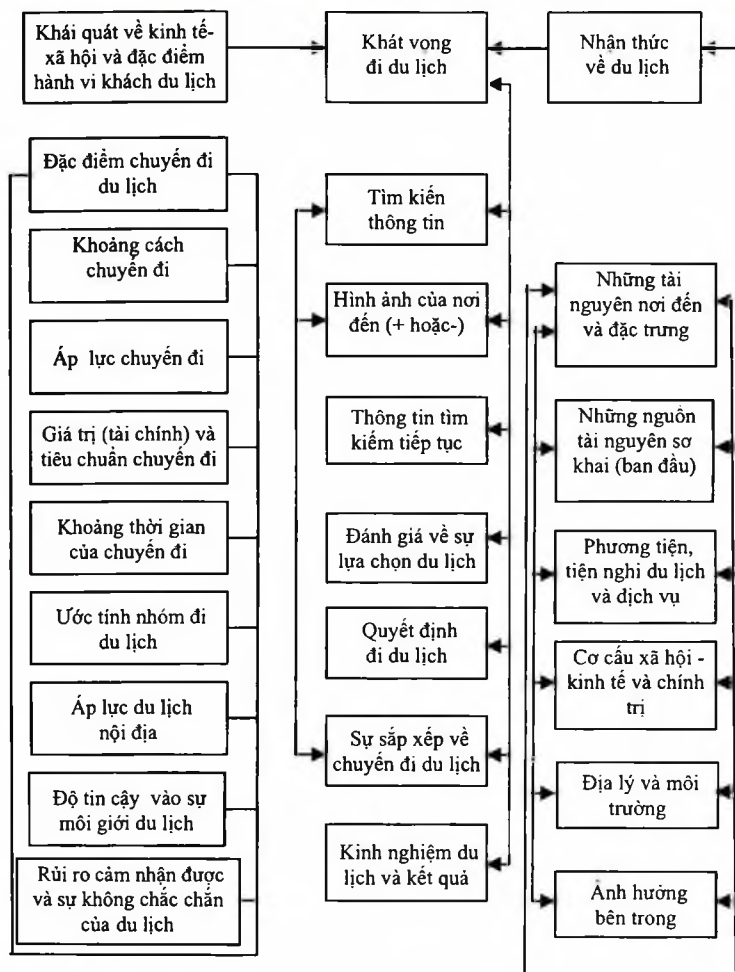 Khái quát về kinh tế-
xã hội và đặc điểm
hành vi khách du lịch
Khát vọng
đi du lịch
Nhận thức
về du lịch
Đặc điểm chuyến đi
du lịch
Khoảng cách
chuyến đi
Áp lực chuyến đi
Giá trị (tài chính) và
tiêu chuẩn chuyến đi
Khoảng thời gian
của chuyến đi
Ước tính nhóm đi
du lịch
Áp lực du lịch
nội địa
Độ tin cậy vào sự
môi giới du lịch
Rủi ro cảm nhận được
và sự không chắc chắn
của du lịch
Tìm kiến
thông tin
Hình ảnh của nơi
đến (+ hoặc-)
Thông tin tìm
kiếm tiếp tục
Đánh giá về sự
lựa chọn du lịch
Quyết định
đi du lịch
Sự sắp xếp về
chuyến đi du lịch
Kinh nghiệm du
lịch và kết quả
Những tài
nguyên nơi đến
và đặc trưng
Những nguồn
tài nguyên sơ
khai (ban đầu)
Phương tiện,
tiện nghi du lịch
và dịch vụ
Cơ cấu xã hội -
kinh tế và chính
trị
Địa lý và môi
trường
Ảnh hưởng
bên trong